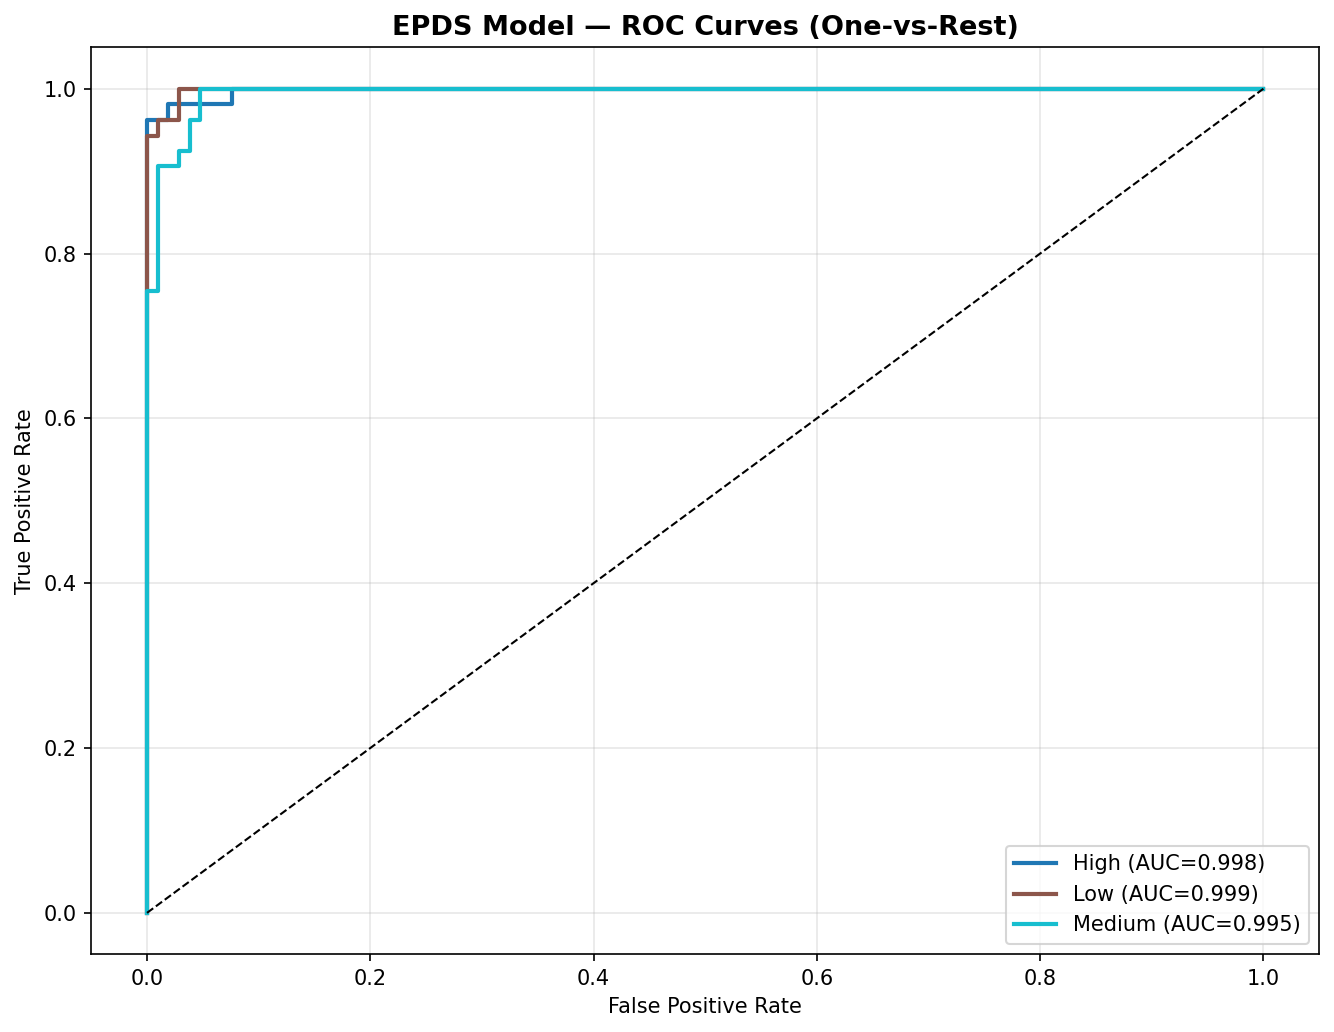 EPDS Model — ROC Curves (One-vs-Rest)
True Positive Rate
1.0
0.8
0.6
0.4
0.2
0.0
0.0 0.2 0.4 0.6 0.8 1.0
False Positive Rate
High (AUC=0.998)
Low (AUC=0.999)
Medium (AUC=0.995)